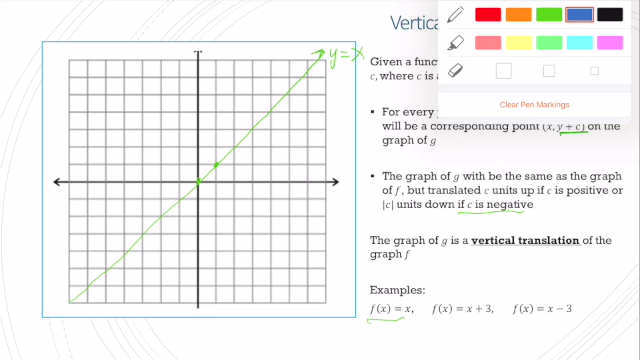 Vertica
y=x
Given a func
c, where c is a
For every
will be a corresponding point (x, y + c) on the
graph of g
The graph of g with be the same as the graph
of f, but translated c units up if c is positive or
|c| units down if c is negative
The graph of g is a vertical translation of the
graph f
Examples:
f(x) = x,    f(x) = x + 3,    f(x) = x − 3
Clear Pen Markings